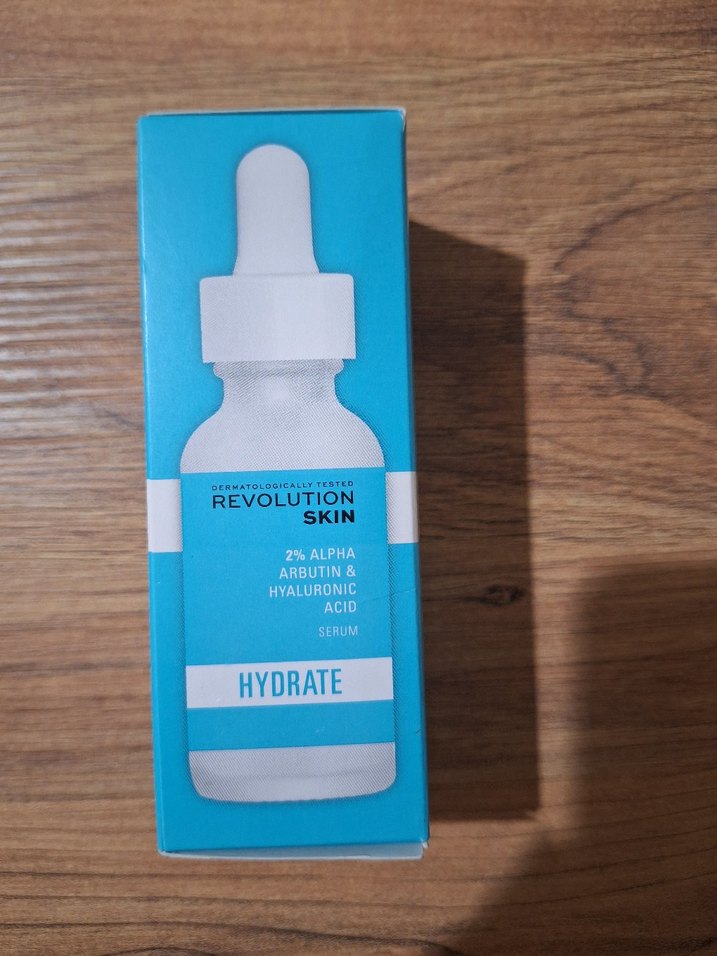 DERMATOLOGICALLY TESTED
REVOLUTION
SKIN
2% ALPHA
ARBUTIN &
HYALURONIC
ACID
SERUM
HYDRATE